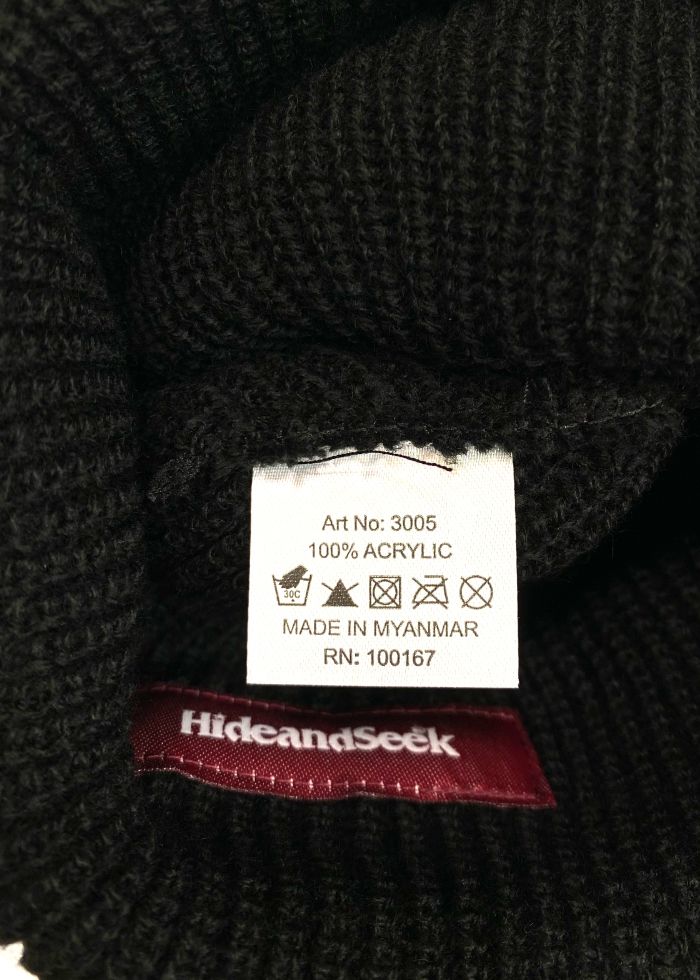 Art No: 3005
100% ACRYLIC
30C
MADE IN MYANMAR
RN: 100167
HideandSeek